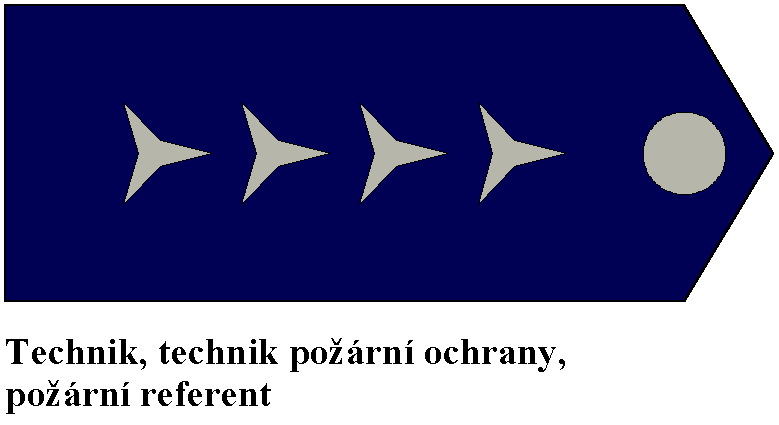 Technik, technik požární ochrany,
požární referent